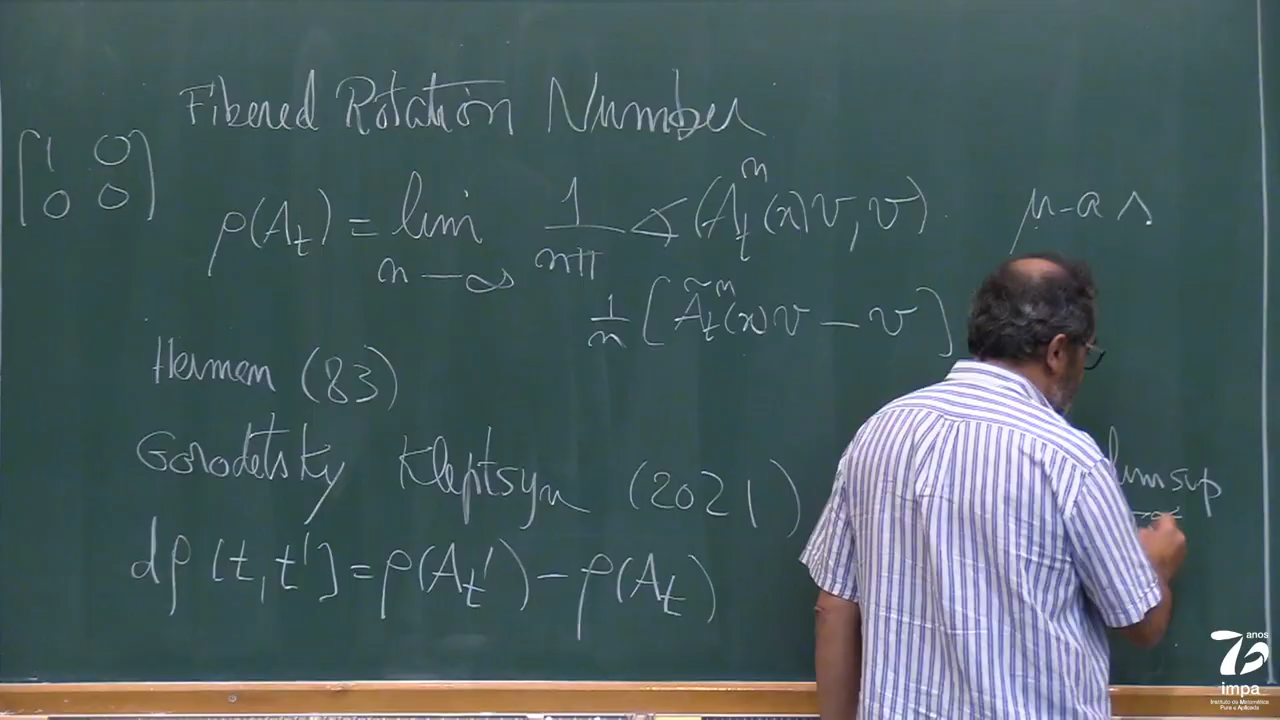 Fibered Rotation Number
[1 0
0 0]
ρ(A_t) = lim_{n→∞} 1/(nπ) ∡(A_t^n(x)v, v) μ-a s
1/n [Ã_t^n(x)v − v]
Herman (83)
Gorodetsky Kleptsyn (2021)
lim sup
dρ(t, t'] = ρ(A_t') − ρ(A_t)
anos
impa
Instituto de Matemática
Pura e Aplicada